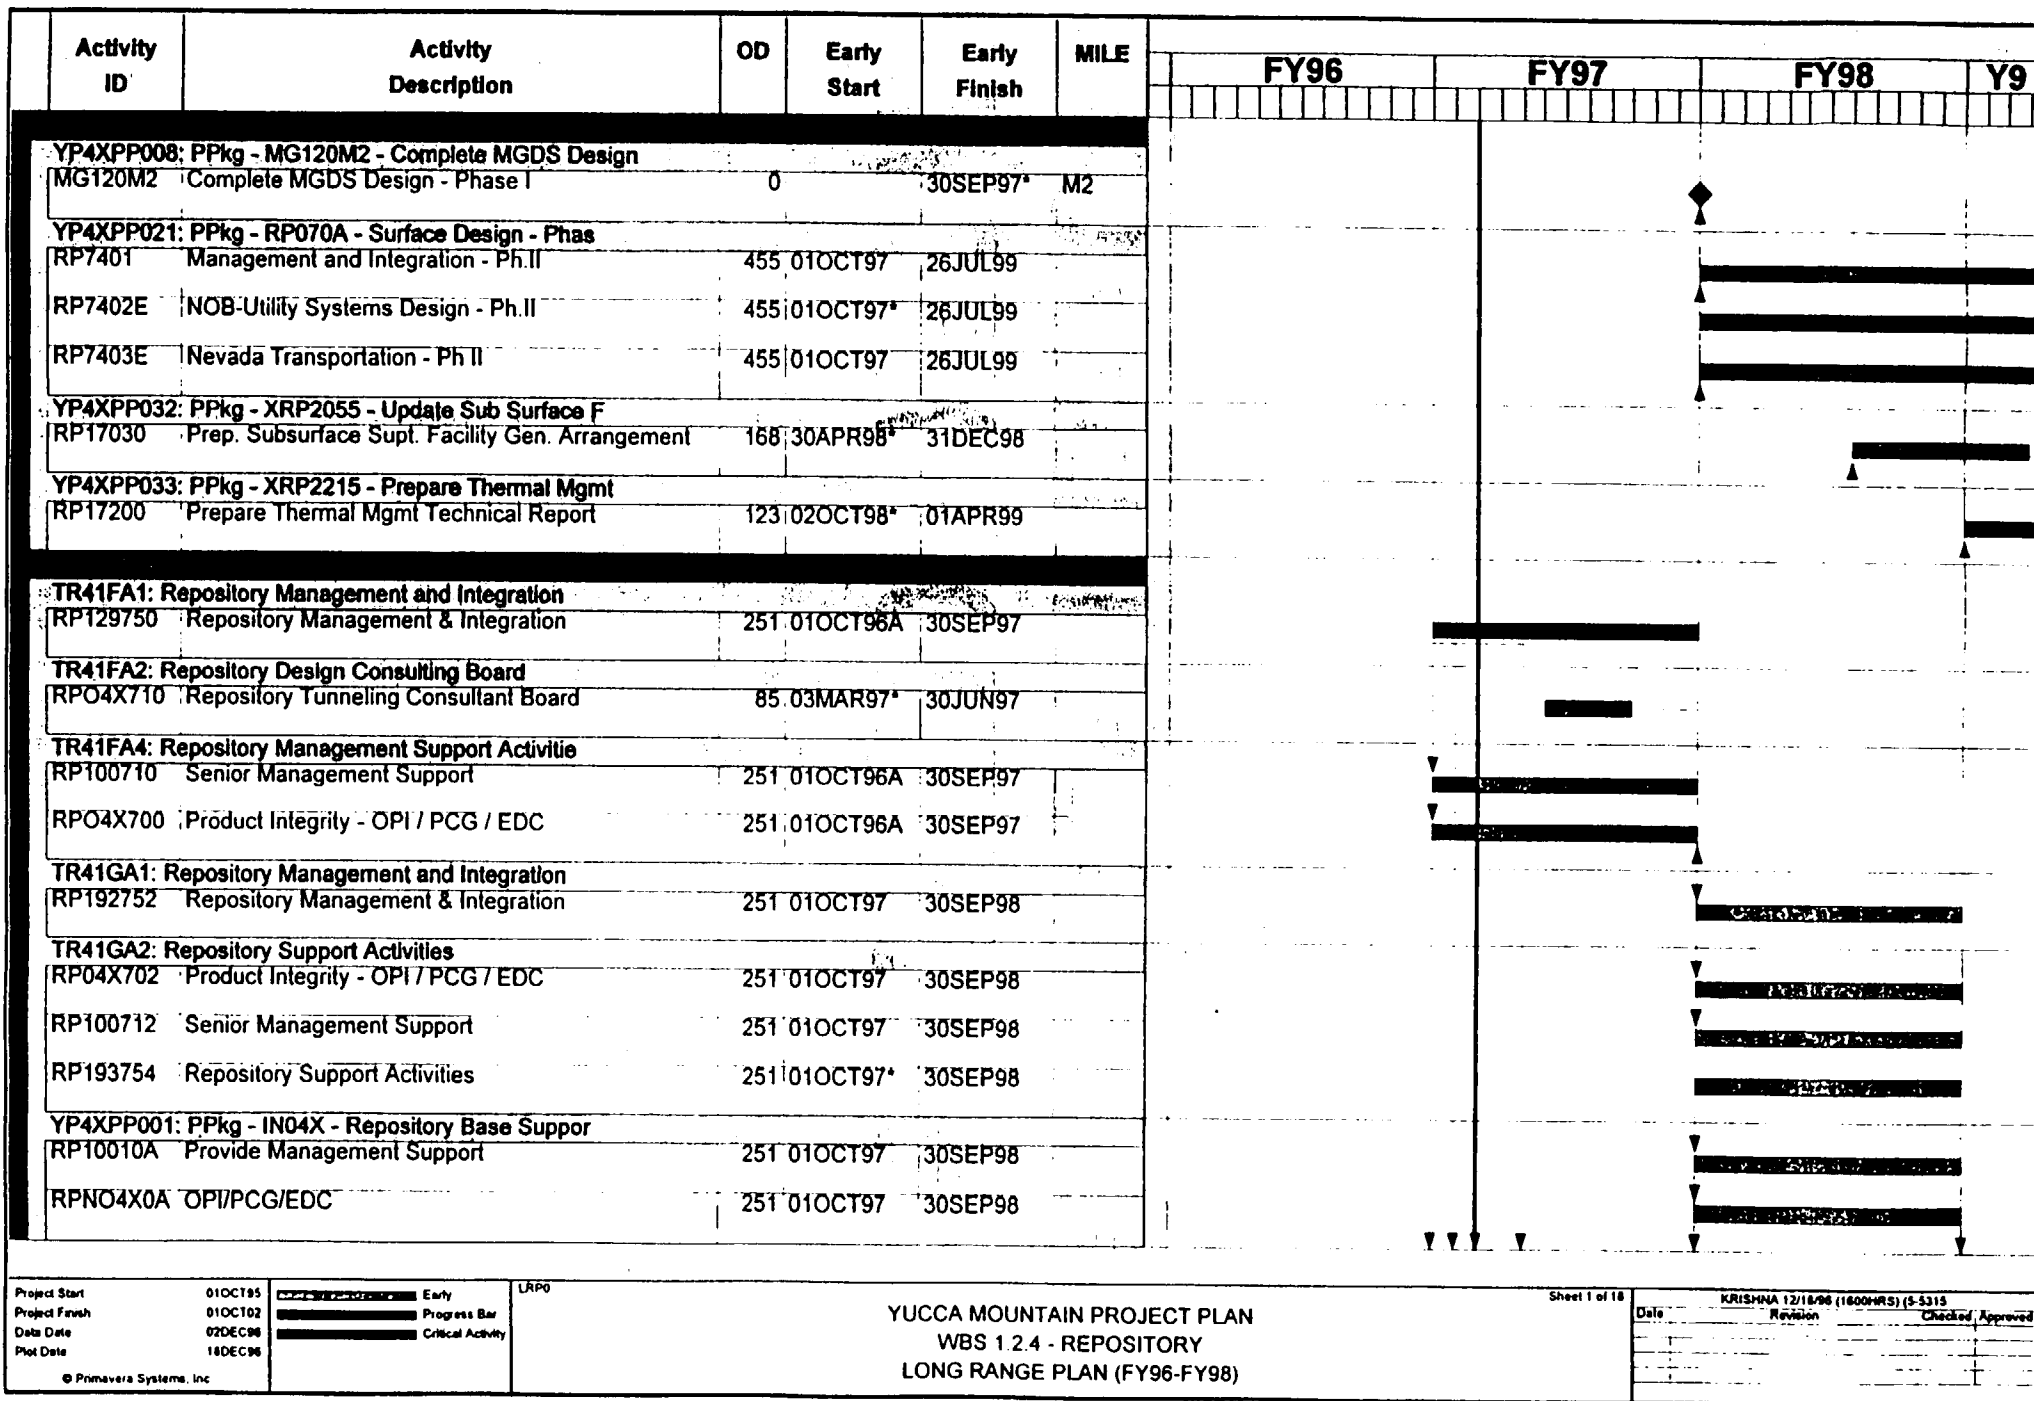 Activity ID Activity Description OD Early Start Early Finish MILE FY96 FY97 FY98 Y9
YP4XPP008: PPkg - MG120M2 - Complete MGDS Design
MG120M2 Complete MGDS Design - Phase I 0 30SEP97* M2
YP4XPP021: PPkg - RP070A - Surface Design - Phas
RP7401 Management and Integration - Ph.II 455 01OCT97 26JUL99
RP7402E NOB-Utility Systems Design - Ph.II 455 01OCT97* 26JUL99
RP7403E Nevada Transportation - Ph II 455 01OCT97 26JUL99
YP4XPP032: PPkg - XRP2055 - Update Sub Surface F
RP17030 Prep. Subsurface Supt. Facility Gen. Arrangement 168 30APR98* 31DEC98
YP4XPP033: PPkg - XRP2215 - Prepare Thermal Mgmt
RP17200 Prepare Thermal Mgmt Technical Report 123 02OCT98* 01APR99
TR41FA1: Repository Management and Integration
RP129750 Repository Management & Integration 251 01OCT96A 30SEP97
TR41FA2: Repository Design Consulting Board
RPO4X710 Repository Tunneling Consultant Board 85 03MAR97* 30JUN97
TR41FA4: Repository Management Support Activitie
RP100710 Senior Management Support 251 01OCT96A 30SEP97
RPO4X700 Product Integrity - OPI / PCG / EDC 251 01OCT96A 30SEP97
TR41GA1: Repository Management and Integration
RP192752 Repository Management & Integration 251 01OCT97 30SEP98
TR41GA2: Repository Support Activities
RP04X702 Product Integrity - OPI / PCG / EDC 251 01OCT97 30SEP98
RP100712 Senior Management Support 251 01OCT97 30SEP98
RP193754 Repository Support Activities 251 01OCT97* 30SEP98
YP4XPP001: PPkg - IN04X - Repository Base Suppor
RP10010A Provide Management Support 251 01OCT97 30SEP98
RPNO4X0A OPI/PCG/EDC 251 01OCT97 30SEP98
Project Start 01OCT95
Project Finish 01OCT02
Data Date 02DEC96
Plot Date 18DEC96
© Primavera Systems, Inc
Early
Progress Bar
Critical Activity
LRP0
YUCCA MOUNTAIN PROJECT PLAN
WBS 1.2.4 - REPOSITORY
LONG RANGE PLAN (FY96-FY98)
Sheet 1 of 18
KRISHNA 12/18/96 (1600HRS) (5-5315
Date Revision Checked Approved